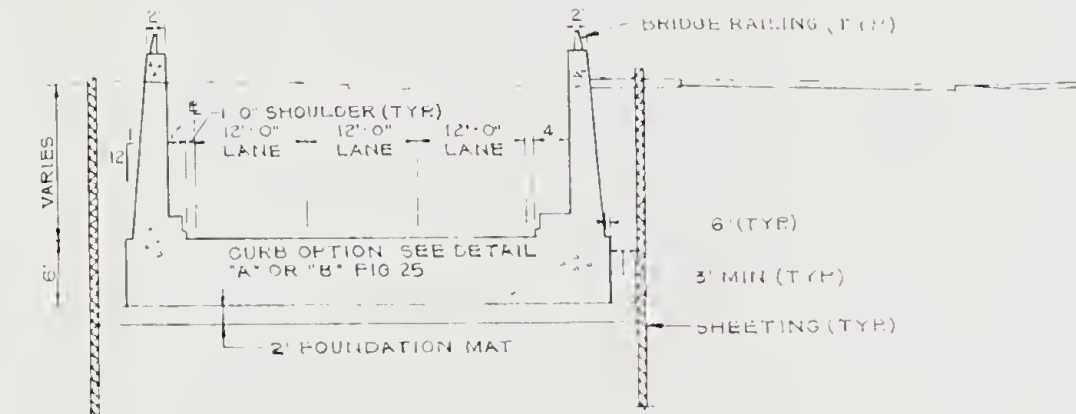 2'
2'
BRIDGE RAILING (TYP)
1'-0" SHOULDER (TYP.)
12'-0" 12'-0" 12'-0" 4
LANE LANE LANE
12
VARIES
6'
CURB OPTION SEE DETAIL
"A" OR "B" FIG 25
6' (TYP.)
3' MIN (TYP)
SHEETING (TYP.)
2' FOUNDATION MAT